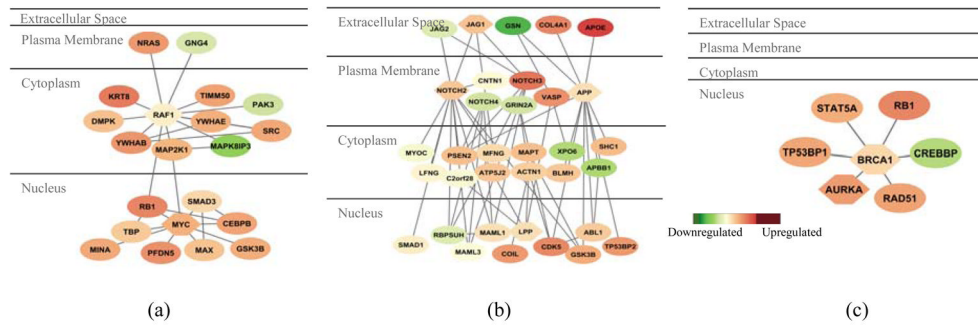 Extracellular Space
Plasma Membrane
NRAS
GNG4
Cytoplasm
KRT8
TIMM50
PAK3
DMPK
RAF1
YWHAE
SRC
YWHAB
MAP2K1
MAPK8IP3
Nucleus
RB1
SMAD3
TBP
MYC
CEBPB
MINA
PFDN5
MAX
GSK3B
(a)
Extracellular Space
JAG2
JAG1
GSN
COL4A1
APOE
Plasma Membrane
CNTN1
NOTCH3
NOTCH2
NOTCH4
GRIN2A
VASP
APP
Cytoplasm
MYOC
PSEN2
MFNG
MAPT
XPO6
SHC1
LFNG
C2orf28
ATP5J2
ACTN1
BLMH
APBB1
Nucleus
SMAD1
RBPSUH
MAML1
LPP
ABL1
MAML3
COIL
CDK5
GSK3B
TP53BP2
(b)
Extracellular Space
Plasma Membrane
Cytoplasm
Nucleus
STAT5A
RB1
TP53BP1
BRCA1
CREBBP
AURKA
RAD51
Downregulated Upregulated
(c)